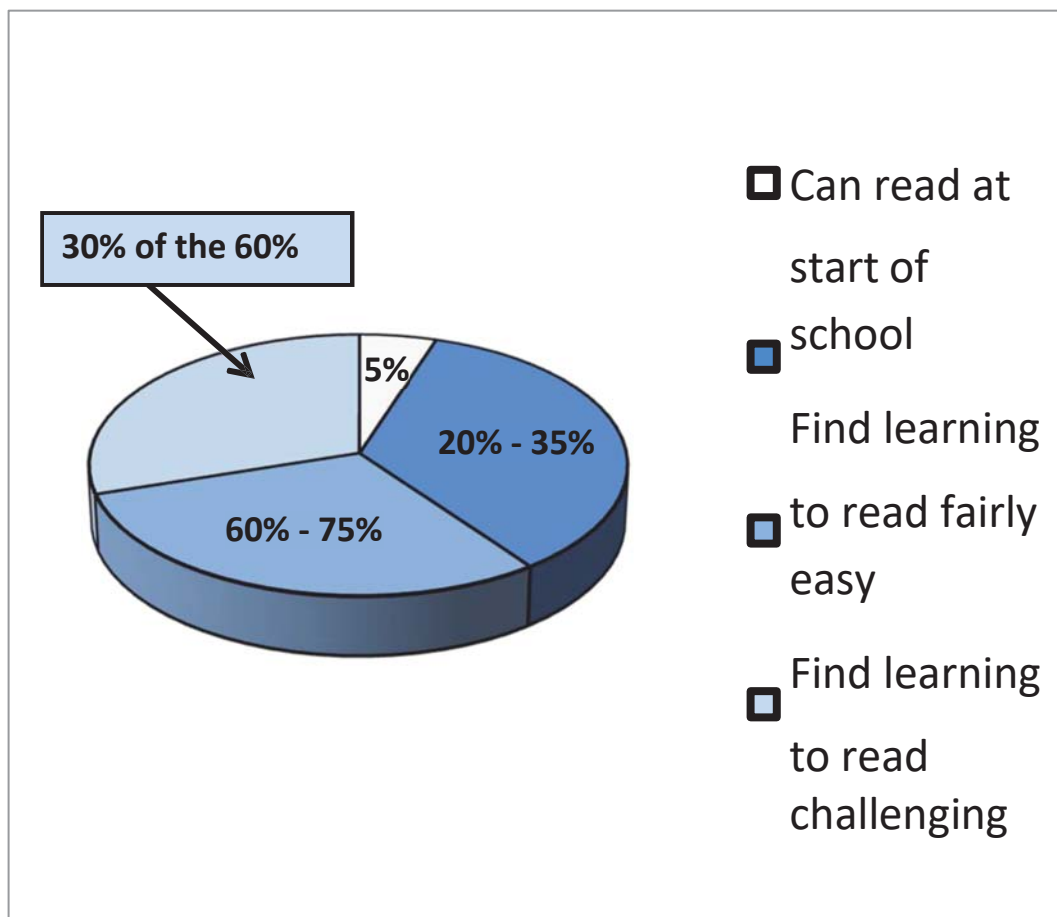 30% of the 60%
5%
20% - 35%
60% - 75%
Can read at
start of
school
Find learning
to read fairly
easy
Find learning
to read
challenging